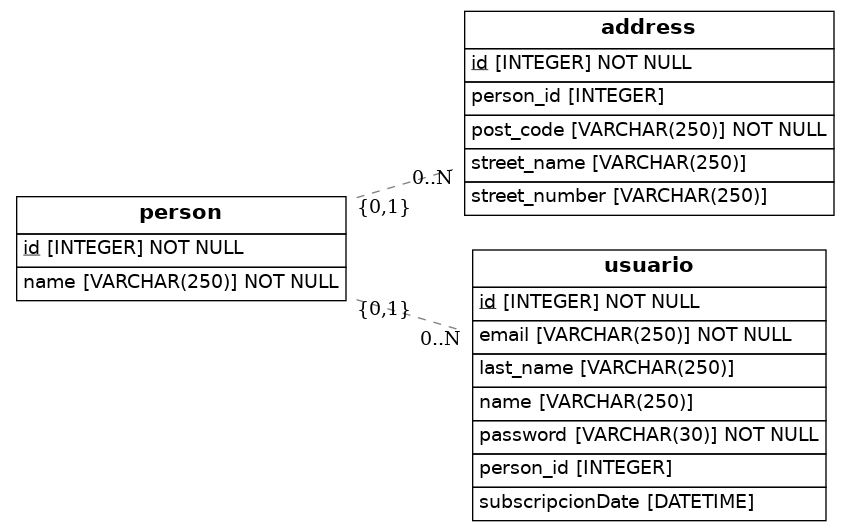 address
id [INTEGER] NOT NULL
person_id [INTEGER]
post_code [VARCHAR(250)] NOT NULL
street_name [VARCHAR(250)]
street_number [VARCHAR(250)]
0..N
{0,1}
person
id [INTEGER] NOT NULL
name [VARCHAR(250)] NOT NULL
{0,1}
0..N
usuario
id [INTEGER] NOT NULL
email [VARCHAR(250)] NOT NULL
last_name [VARCHAR(250)]
name [VARCHAR(250)]
password [VARCHAR(30)] NOT NULL
person_id [INTEGER]
subscripcionDate [DATETIME]